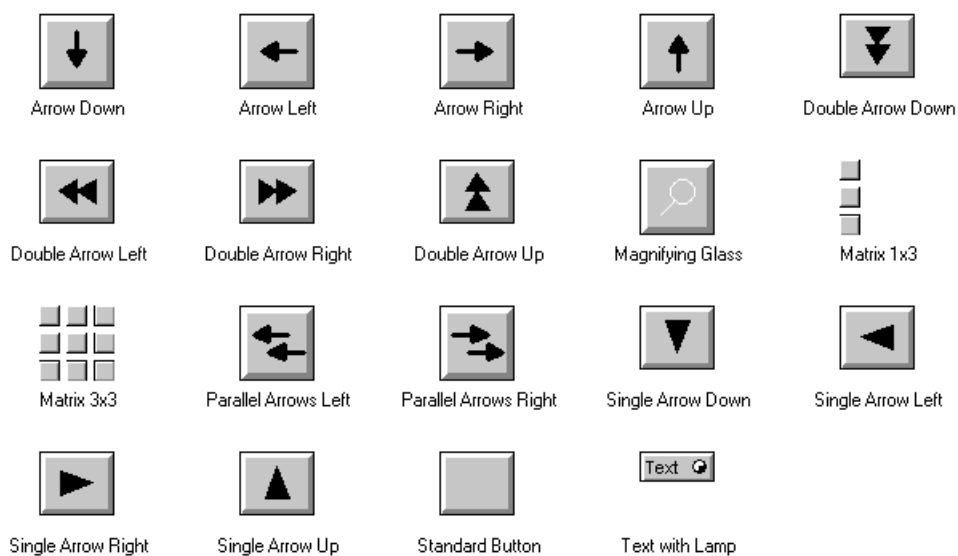 Arrow Down
Arrow Left
Arrow Right
Arrow Up
Double Arrow Down
Double Arrow Left
Double Arrow Right
Double Arrow Up
Magnifying Glass
Matrix 1x3
Matrix 3x3
Parallel Arrows Left
Parallel Arrows Right
Single Arrow Down
Single Arrow Left
Text
Single Arrow Right
Single Arrow Up
Standard Button
Text with Lamp